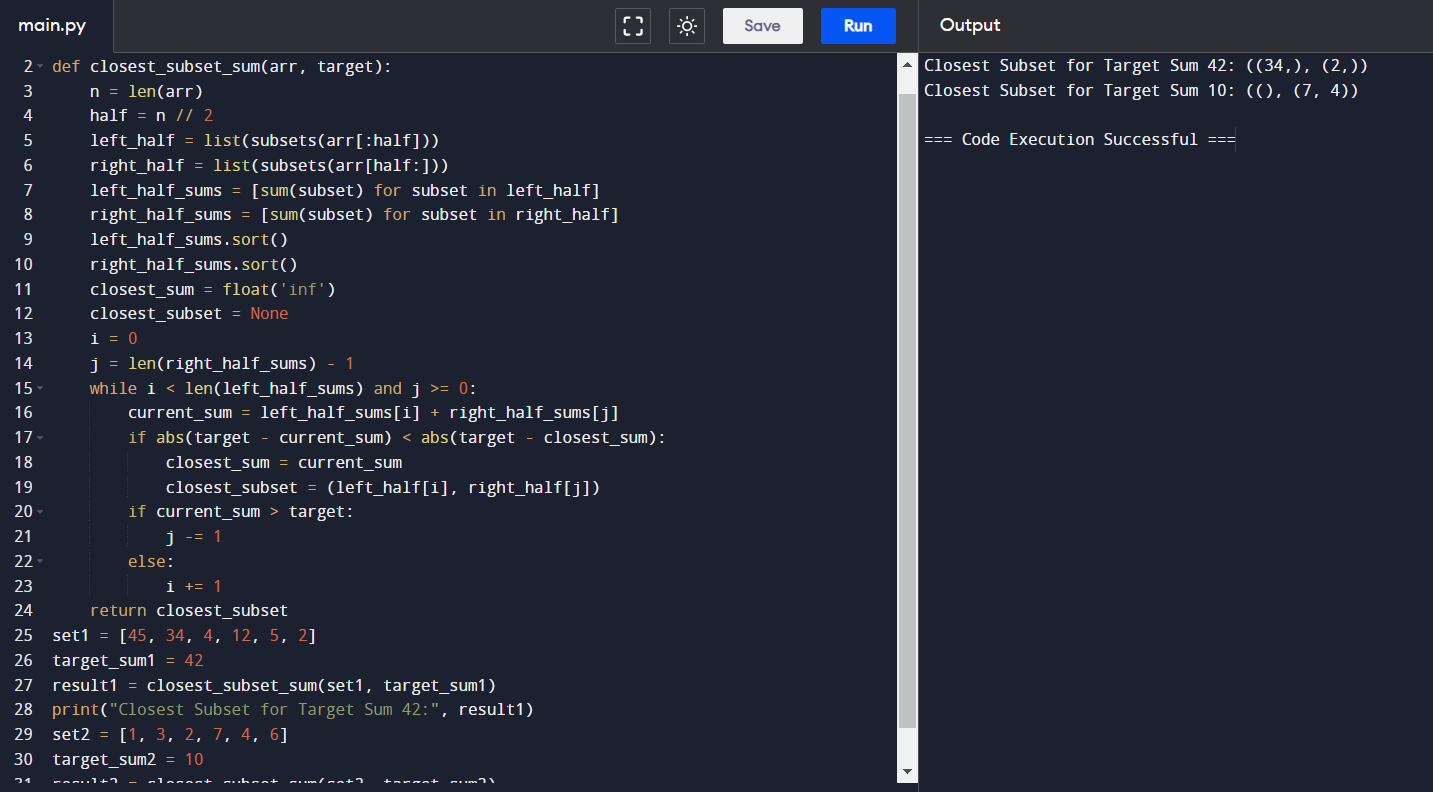 main.py
Save
Run
Output
2 def closest_subset_sum(arr, target):
3     n = len(arr)
4     half = n // 2
5     left_half = list(subsets(arr[:half]))
6     right_half = list(subsets(arr[half:]))
7     left_half_sums = [sum(subset) for subset in left_half]
8     right_half_sums = [sum(subset) for subset in right_half]
9     left_half_sums.sort()
10     right_half_sums.sort()
11     closest_sum = float('inf')
12     closest_subset = None
13     i = 0
14     j = len(right_half_sums) - 1
15     while i < len(left_half_sums) and j >= 0:
16         current_sum = left_half_sums[i] + right_half_sums[j]
17         if abs(target - current_sum) < abs(target - closest_sum):
18             closest_sum = current_sum
19             closest_subset = (left_half[i], right_half[j])
20         if current_sum > target:
21             j -= 1
22         else:
23             i += 1
24     return closest_subset
25 set1 = [45, 34, 4, 12, 5, 2]
26 target_sum1 = 42
27 result1 = closest_subset_sum(set1, target_sum1)
28 print("Closest Subset for Target Sum 42:", result1)
29 set2 = [1, 3, 2, 7, 4, 6]
30 target_sum2 = 10
31 result2 = closest_subset_sum(set2, target_sum2)
Closest Subset for Target Sum 42: ((34,), (2,))
Closest Subset for Target Sum 10: ((), (7, 4))
=== Code Execution Successful ===